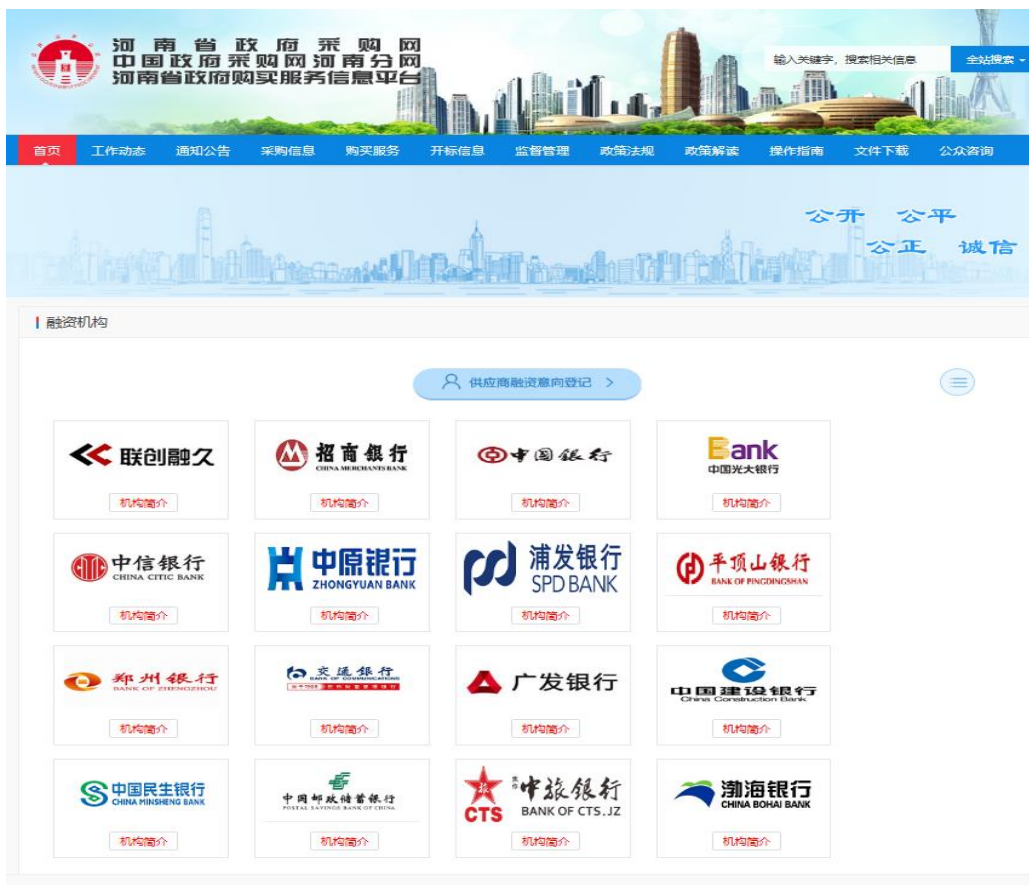 河南省政府采购网
中国政府采购网河南分网
河南省政府购买服务信息平台
输入关键字，搜索相关信息
全站搜索
首页 工作动态 通知公告 采购信息 购买服务 开标信息 监督管理 政策法规 政策解读 操作指南 文件下载 公众咨询
公开 公平
公正 诚信
融资机构
供应商融资意向登记 >
联创融久
招商银行
CHINA MERCHANTS BANK
中国银行
Bank
中国光大银行
机构简介 机构简介 机构简介 机构简介
中信银行
CHINA CITIC BANK
中原银行
ZHONGYUAN BANK
浦发银行
SPD BANK
平顶山银行
BANK OF PINGDINGSHAN
机构简介 机构简介 机构简介 机构简介
郑州银行
BANK OF ZHENGZHOU
交通银行
BANK OF COMMUNICATIONS
广发银行
中国建设银行
China Construction Bank
机构简介 机构简介 机构简介 机构简介
中国民生银行
CHINA MINSHENG BANK
中国邮政储蓄银行
POSTAL SAVINGS BANK OF CHINA
旅
CTS
焦作中旅银行
BANK OF CTS.JZ
渤海银行
CHINA BOHAI BANK
机构简介 机构简介 机构简介 机构简介